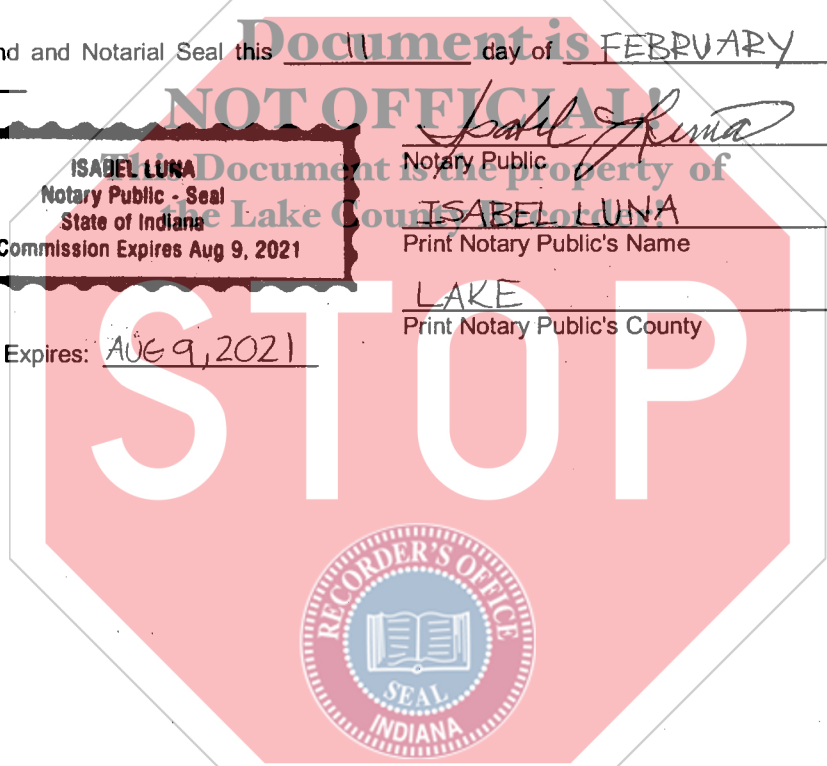 Document is
nd and Notarial Seal this 11 day of FEBRUARY
NOT OFFICIAL!
Isabel Luna
Notary Public
This Document is the property of
the Lake County Recorder!
ISABEL LUNA
Notary Public - Seal
State of Indiana
Commission Expires Aug 9, 2021
ISABEL LUNA
Print Notary Public's Name
LAKE
Print Notary Public's County
Expires: AUG 9, 2021
STOP
RECORDER'S OFFICE
SEAL
INDIANA